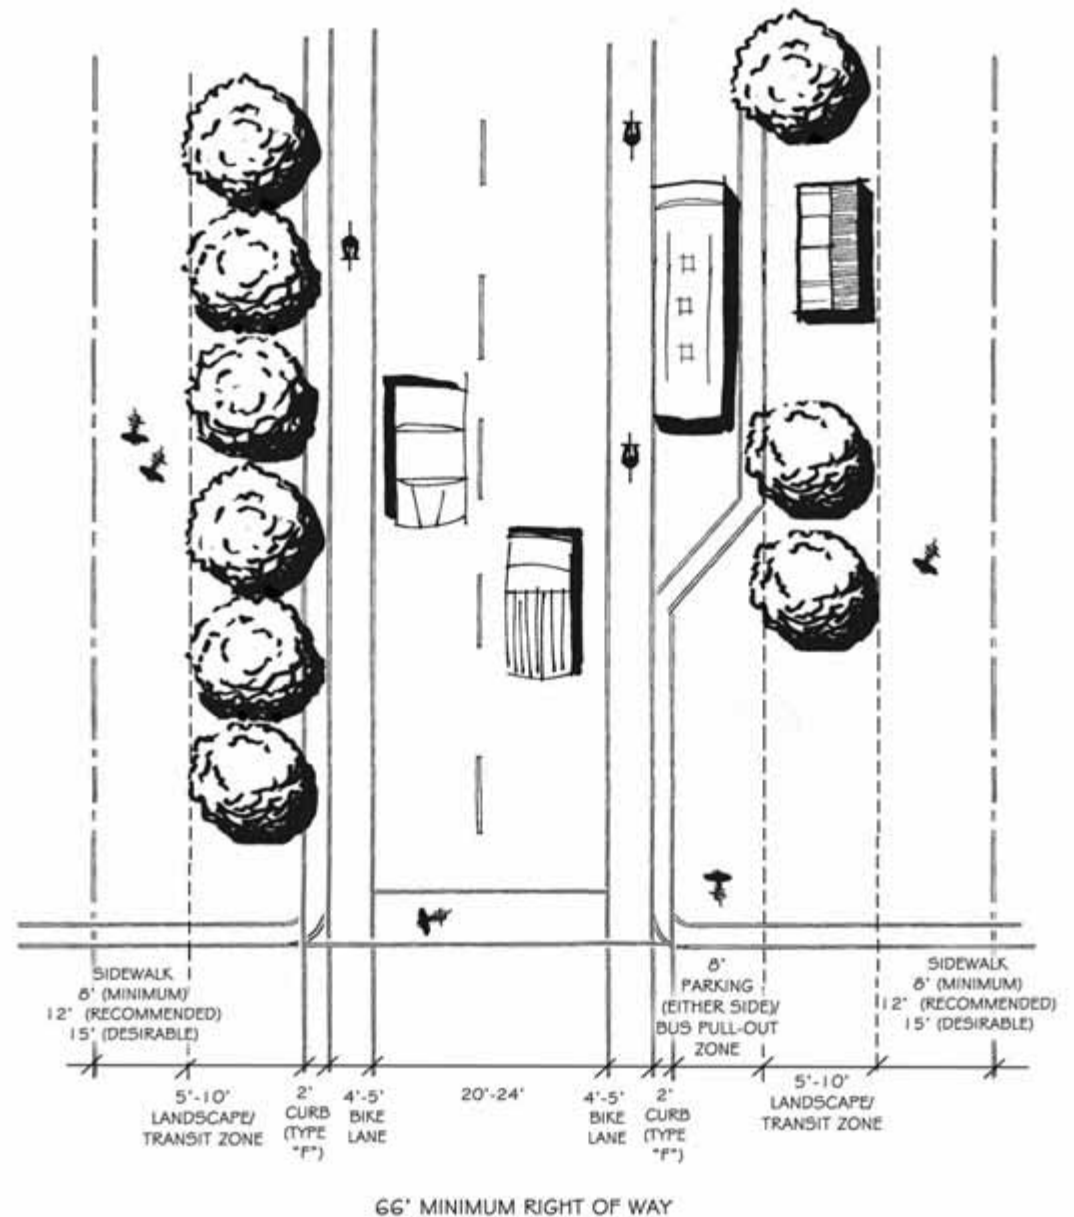 SIDEWALK
8' (MINIMUM)
12' (RECOMMENDED)
15' (DESIRABLE)
8'
PARKING
(EITHER SIDE)/
BUS PULL-OUT
ZONE
SIDEWALK
8' (MINIMUM)
12' (RECOMMENDED)
15' (DESIRABLE)
5'-10'
LANDSCAPE/
TRANSIT ZONE
2'
CURB
(TYPE
"F")
4'-5'
BIKE
LANE
20'-24'
4'-5'
BIKE
LANE
2'
CURB
(TYPE
"F")
5'-10'
LANDSCAPE/
TRANSIT ZONE
66' MINIMUM RIGHT OF WAY